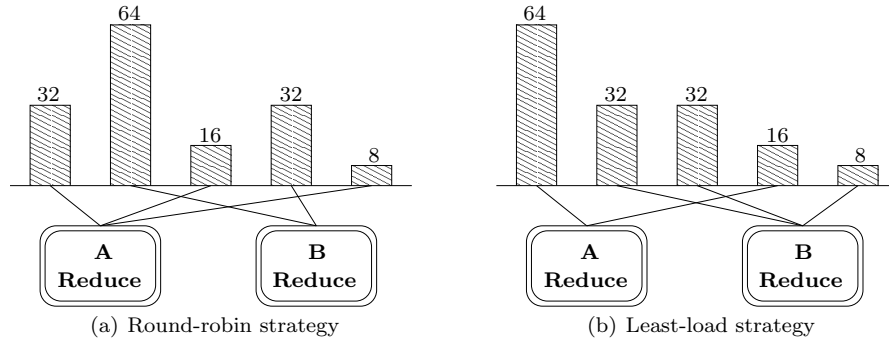 64
32
32
16
8
A
Reduce
B
Reduce
(a) Round-robin strategy
64
32
32
16
8
A
Reduce
B
Reduce
(b) Least-load strategy